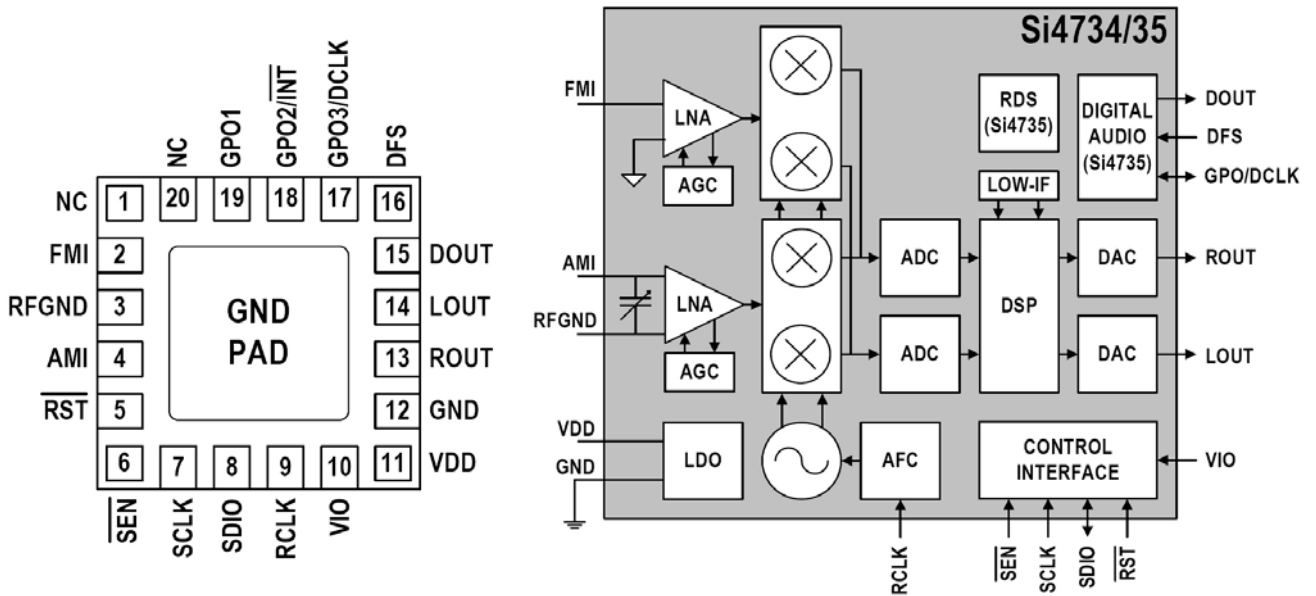 NC
GPO1
GPO2/INT
GPO3/DCLK
DFS
20
19
18
17
16
NC
1
FMI
2
RFGND
3
AMI
4
RST
5
GND
PAD
15
DOUT
14
LOUT
13
ROUT
12
GND
6
7
8
9
10
11
VDD
SEN
SCLK
SDIO
RCLK
VIO
Si4734/35
FMI
LNA
AGC
RDS
(Si4735)
DIGITAL
AUDIO
(Si4735)
DOUT
DFS
GPO/DCLK
LOW-IF
AMI
LNA
RFGND
AGC
ADC
ADC
DSP
DAC
DAC
ROUT
LOUT
VDD
GND
LDO
AFC
CONTROL
INTERFACE
VIO
RCLK
SEN
SCLK
SDIO
RST